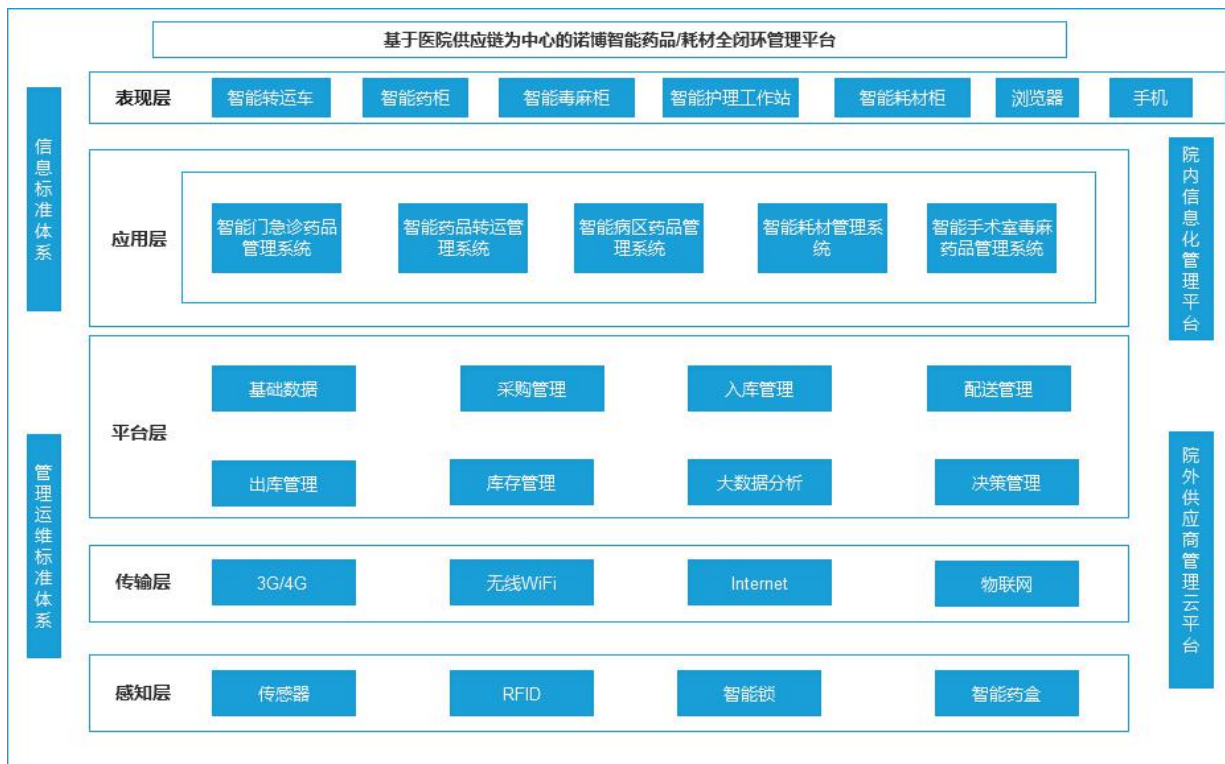 基于医院供应链为中心的诺博智能药品/耗材全闭环管理平台
表现层
智能转运车
智能药柜
智能毒麻柜
智能护理工作站
智能耗材柜
浏览器
手机
信息标准体系
院内信息化管理平台
应用层
智能门急诊药品
管理系统
智能药品转运管
理系统
智能病区药品管
理系统
智能耗材管理系
统
智能手术室毒麻
药品管理系统
平台层
基础数据
采购管理
入库管理
配送管理
出库管理
库存管理
大数据分析
决策管理
管理运维标准体系
院外供应商管理云平台
传输层
3G/4G
无线WiFi
Internet
物联网
感知层
传感器
RFID
智能锁
智能药盒